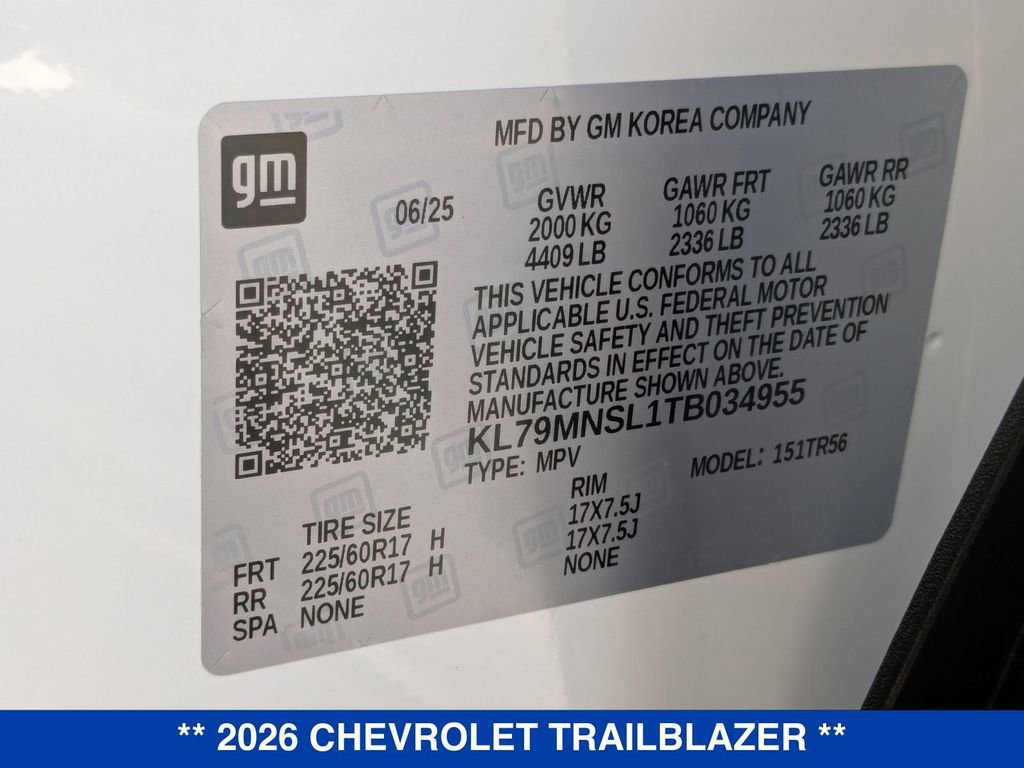 gm
MFD BY GM KOREA COMPANY
06/25
GVWR GAWR FRT GAWR RR
2000 KG 1060 KG 1060 KG
4409 LB 2336 LB 2336 LB
THIS VEHICLE CONFORMS TO ALL
APPLICABLE U.S. FEDERAL MOTOR
VEHICLE SAFETY AND THEFT PREVENTION
STANDARDS IN EFFECT ON THE DATE OF
MANUFACTURE SHOWN ABOVE.
KL79MNSL1TB034955
TYPE: MPV MODEL: 151TR56
TIRE SIZE RIM
FRT 225/60R17 H 17X7.5J
RR 225/60R17 H 17X7.5J
SPA NONE NONE
** 2026 CHEVROLET TRAILBLAZER **